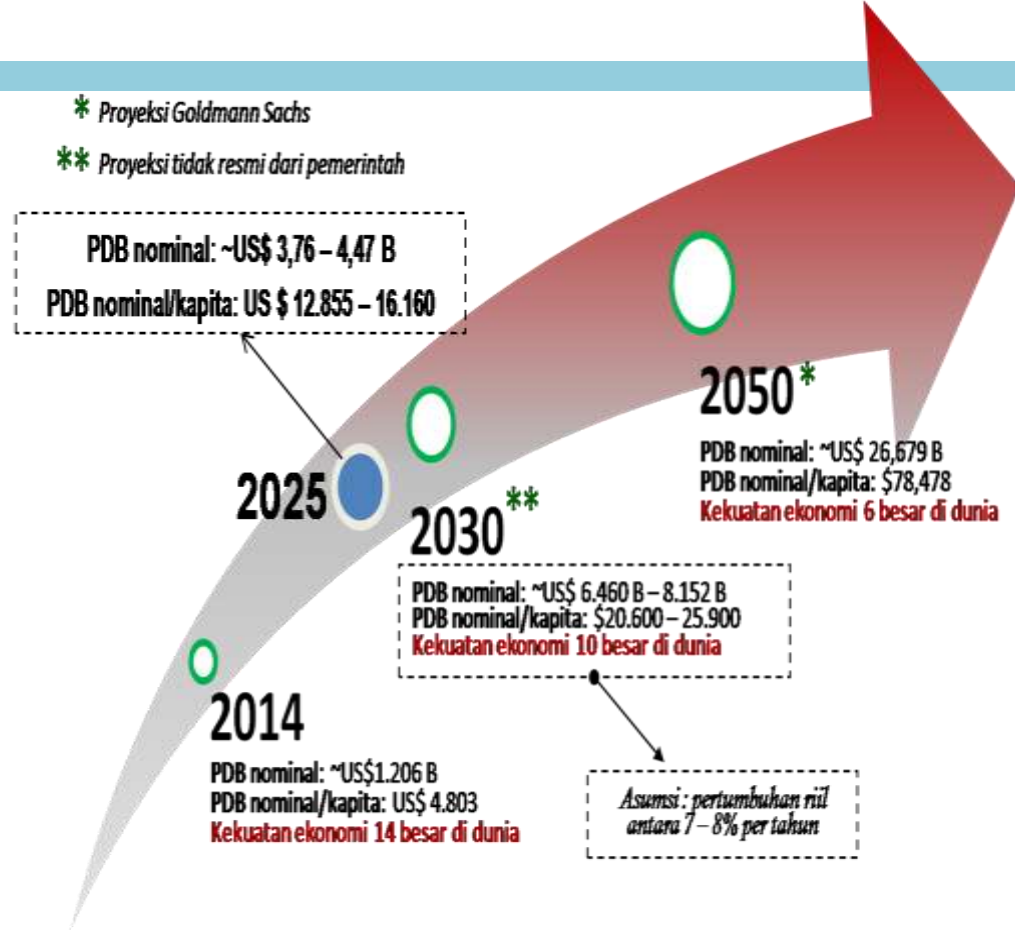 * Proyeksi Goldmann Sachs
** Proyeksi tidak resmi dari pemerintah
PDB nominal: ~US$ 3,76 – 4,47 B
PDB nominal/kapita: US $ 12.855 – 16.160
2050*
PDB nominal: ~US$ 26,679 B
PDB nominal/kapita: $78,478
Kekuatan ekonomi 6 besar di dunia
2025
2030**
PDB nominal: ~US$ 6.460 B – 8.152 B
PDB nominal/kapita: $20.600 – 25.900
Kekuatan ekonomi 10 besar di dunia
2014
PDB nominal: ~US$1.206 B
PDB nominal/kapita: US$ 4.803
Kekuatan ekonomi 14 besar di dunia
Asumsi : pertumbuhan riil
antara 7 – 8% per tahun